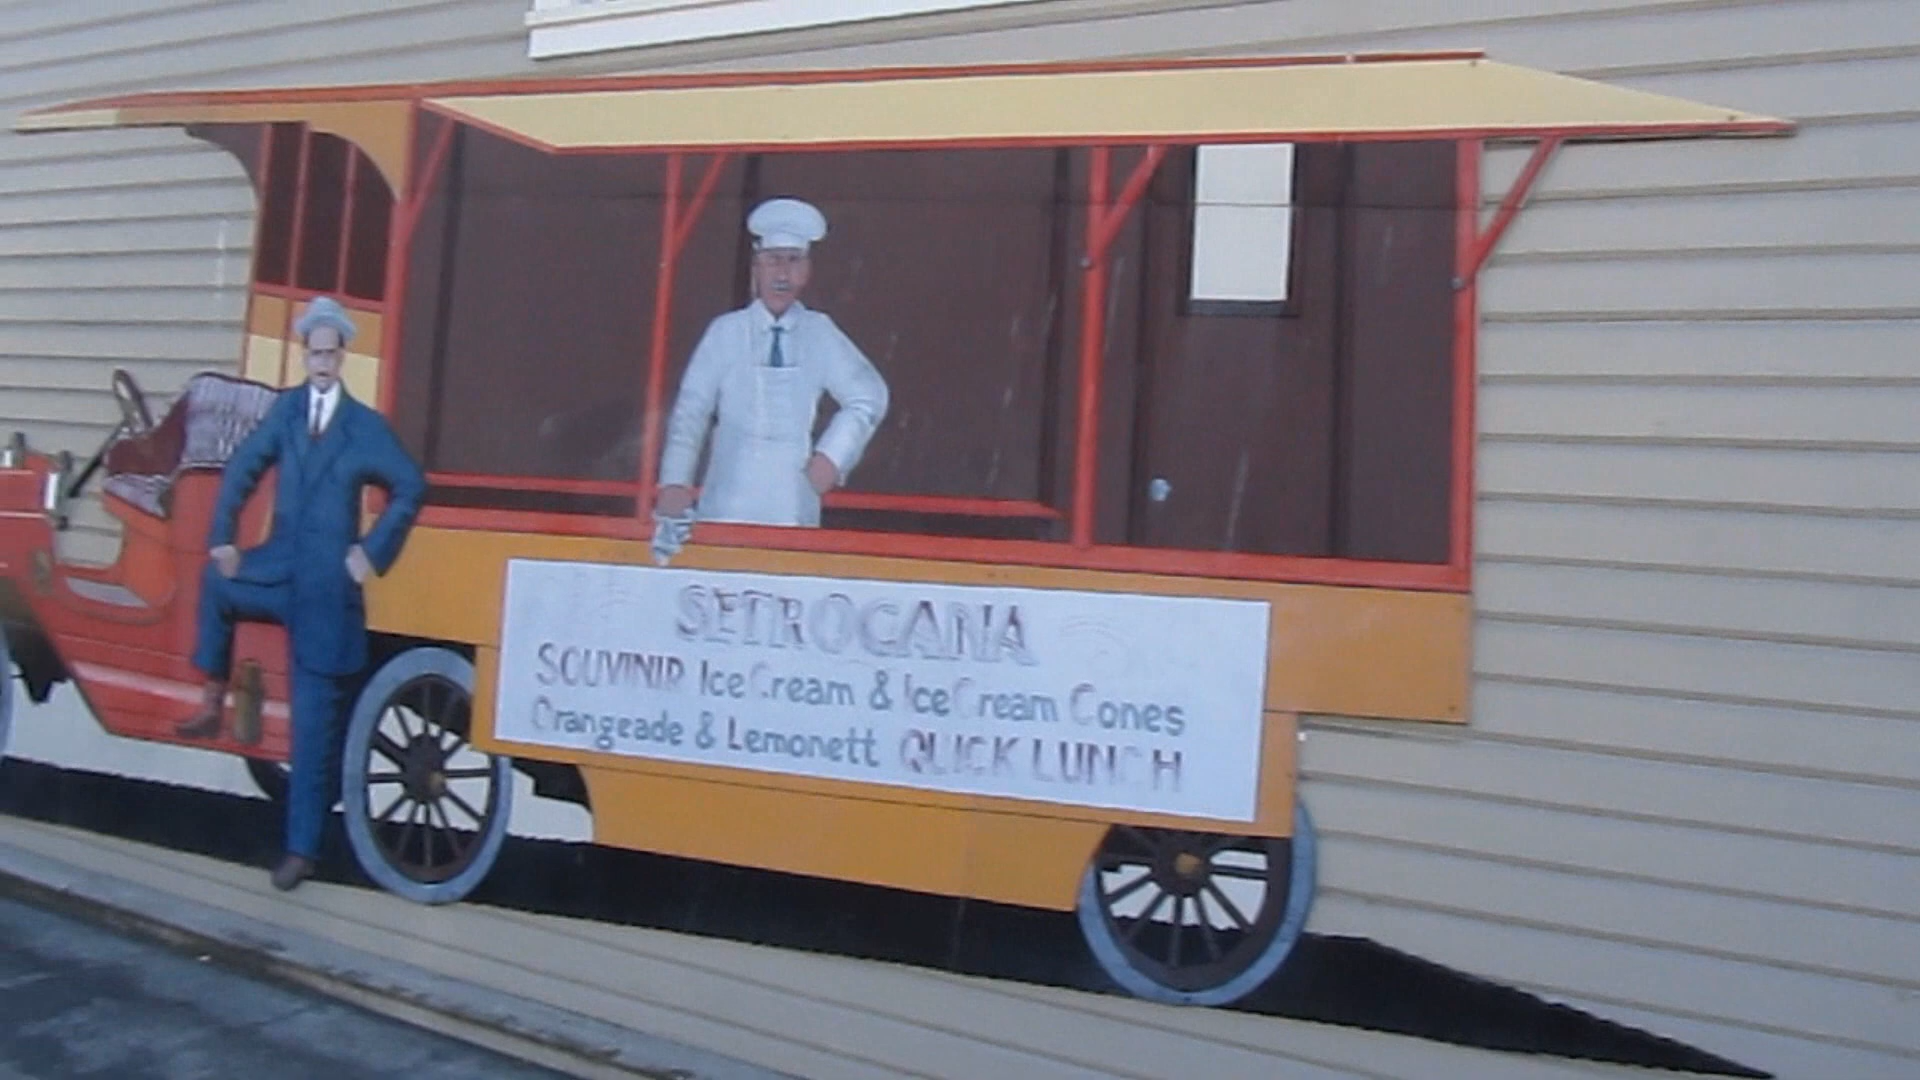 SETROCANA
SOUVINIR Ice Cream & Ice Cream Cones
Orangeade & Lemonett QUICK LUNCH